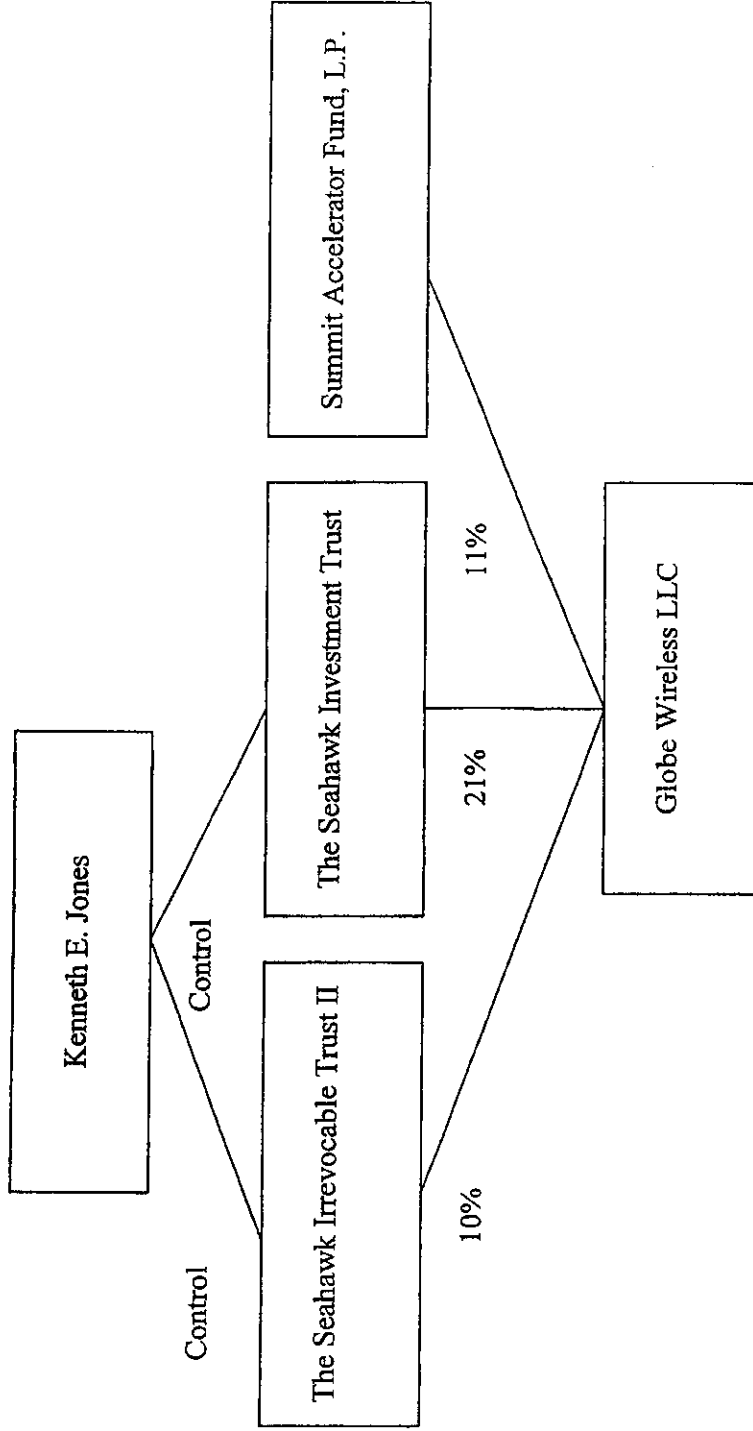 Kenneth E. Jones
Control
Control
The Seahawk Irrevocable Trust II
The Seahawk Investment Trust
Summit Accelerator Fund, L.P.
10%
21%
11%
Globe Wireless LLC